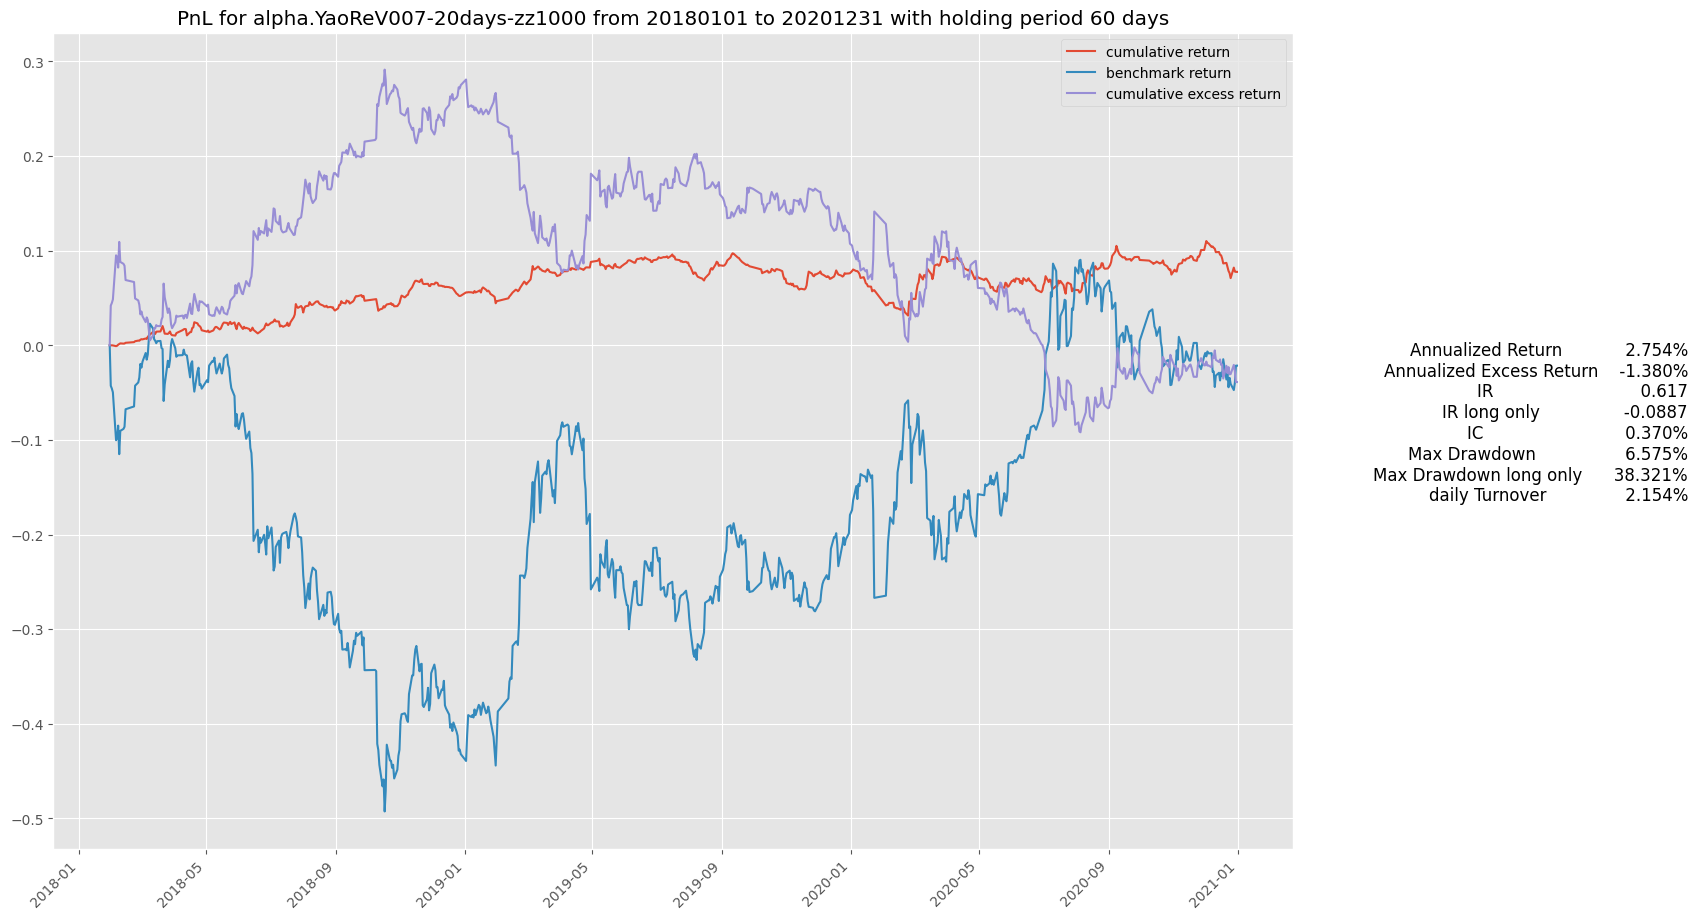 PnL for alpha.YaoReV007-20days-zz1000 from 20180101 to 20201231 with holding period 60 days
cumulative return
benchmark return
cumulative excess return
0.3
0.2
0.1
0.0
−0.1
−0.2
−0.3
−0.4
−0.5
2018-01
2018-05
2018-09
2019-01
2019-05
2019-09
2020-01
2020-05
2020-09
2021-01
Annualized Return 2.754%
Annualized Excess Return -1.380%
IR 0.617
IR long only -0.0887
IC 0.370%
Max Drawdown 6.575%
Max Drawdown long only 38.321%
daily Turnover 2.154%